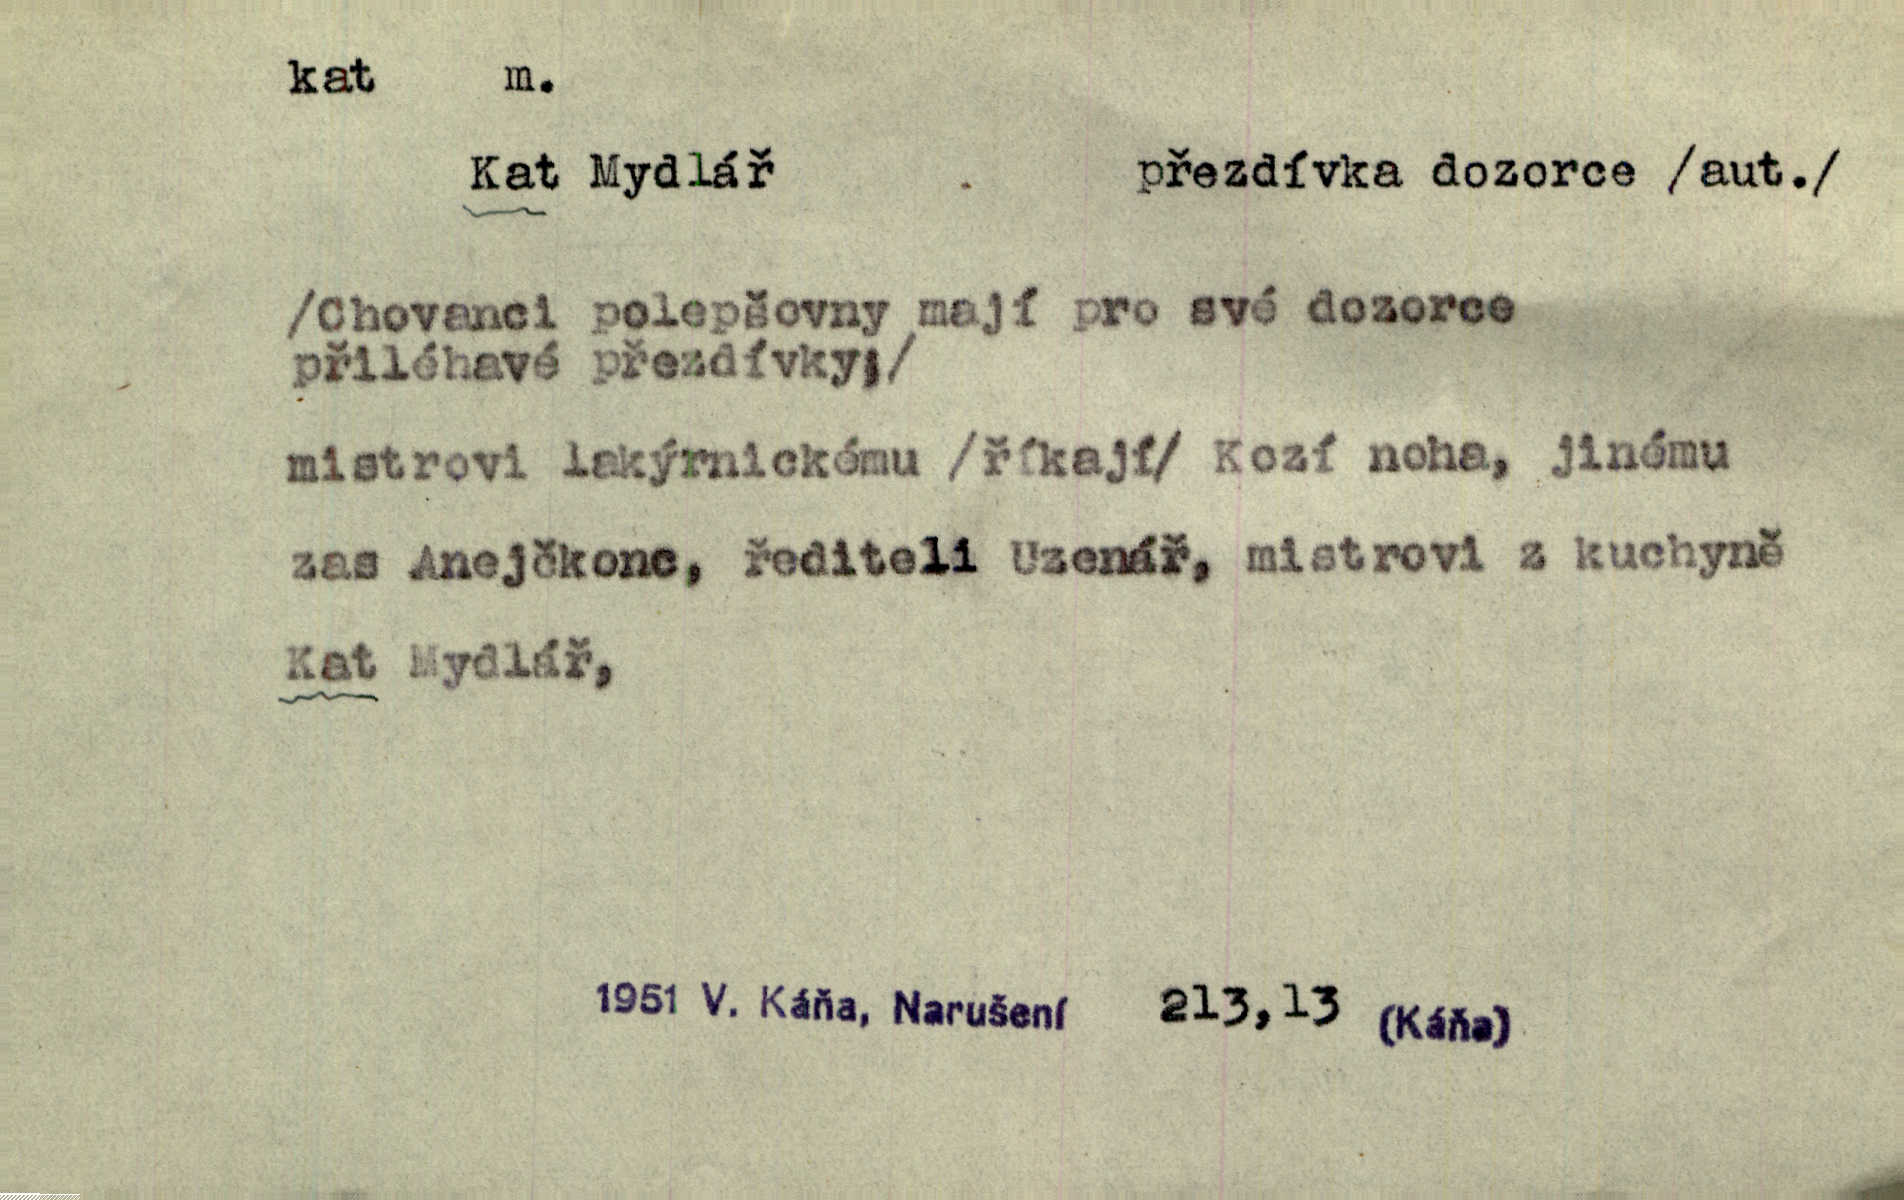 kat m.
Kat Mydlář přezdívka dozorce /aut./
/Chovanci polepšovny mají pro své dozorce
přiléhavé přezdívky;/
mistrovi lakýrnickému /říkají/ Kozí noha, jinému
zas Anejčkonc, řediteli Uzenář, mistrovi z kuchyně
Kat Mydlář,
1951 V. Káňa, Narušení 213,13 (Káňa)